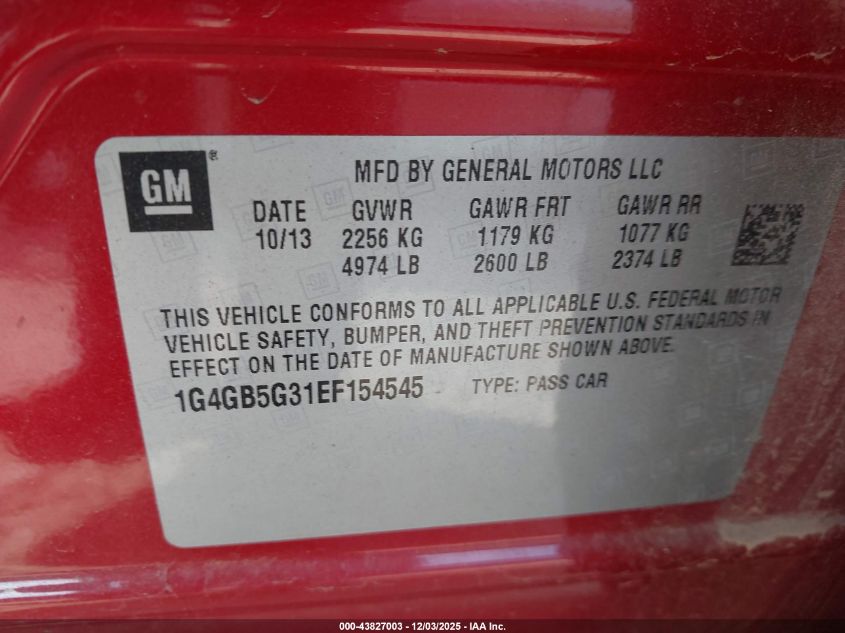 GM®
MFD BY GENERAL MOTORS LLC
DATE GVWR GAWR FRT GAWR RR
10/13 2256 KG 1179 KG 1077 KG
4974 LB 2600 LB 2374 LB
THIS VEHICLE CONFORMS TO ALL APPLICABLE U.S. FEDERAL MOTOR
VEHICLE SAFETY, BUMPER, AND THEFT PREVENTION STANDARDS IN
EFFECT ON THE DATE OF MANUFACTURE SHOWN ABOVE.
1G4GB5G31EF154545 TYPE: PASS CAR
000-43827003 - 12/03/2025 - IAA Inc.